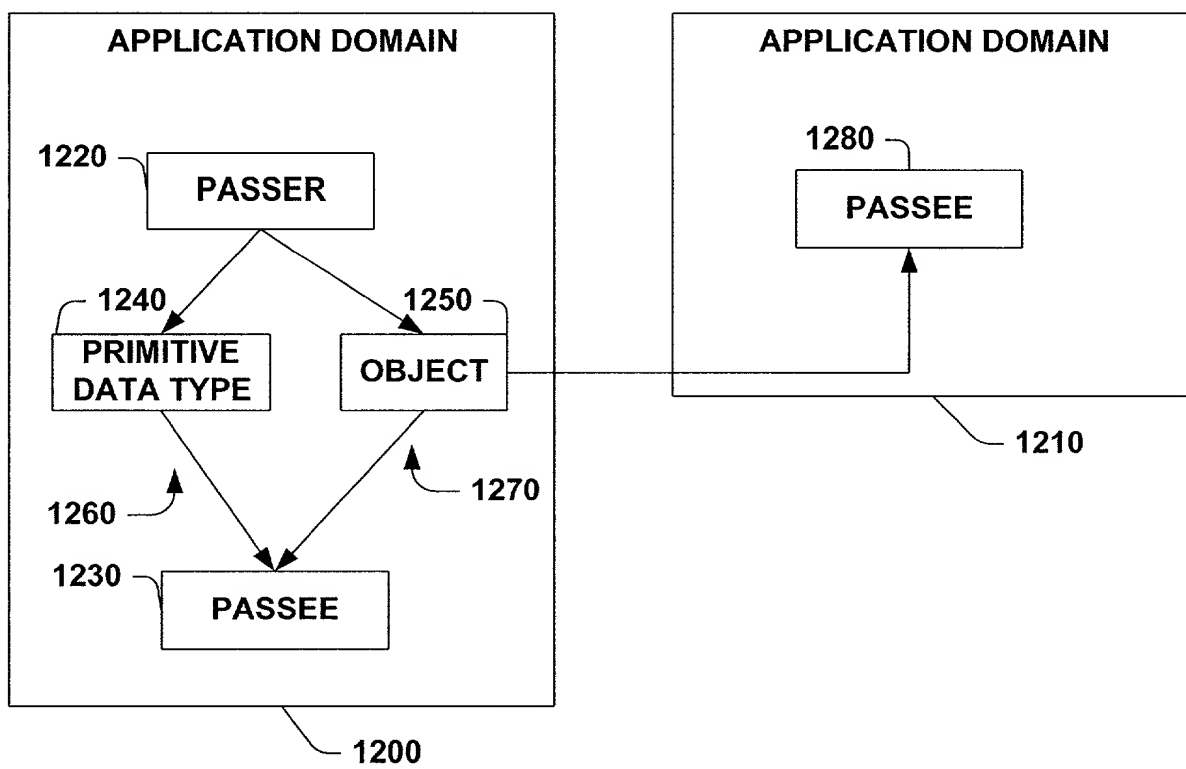 APPLICATION DOMAIN
APPLICATION DOMAIN
1220
PASSER
1280
PASSEE
1240
PRIMITIVE
DATA TYPE
1250
OBJECT
1210
1260
1270
1230
PASSEE
1200